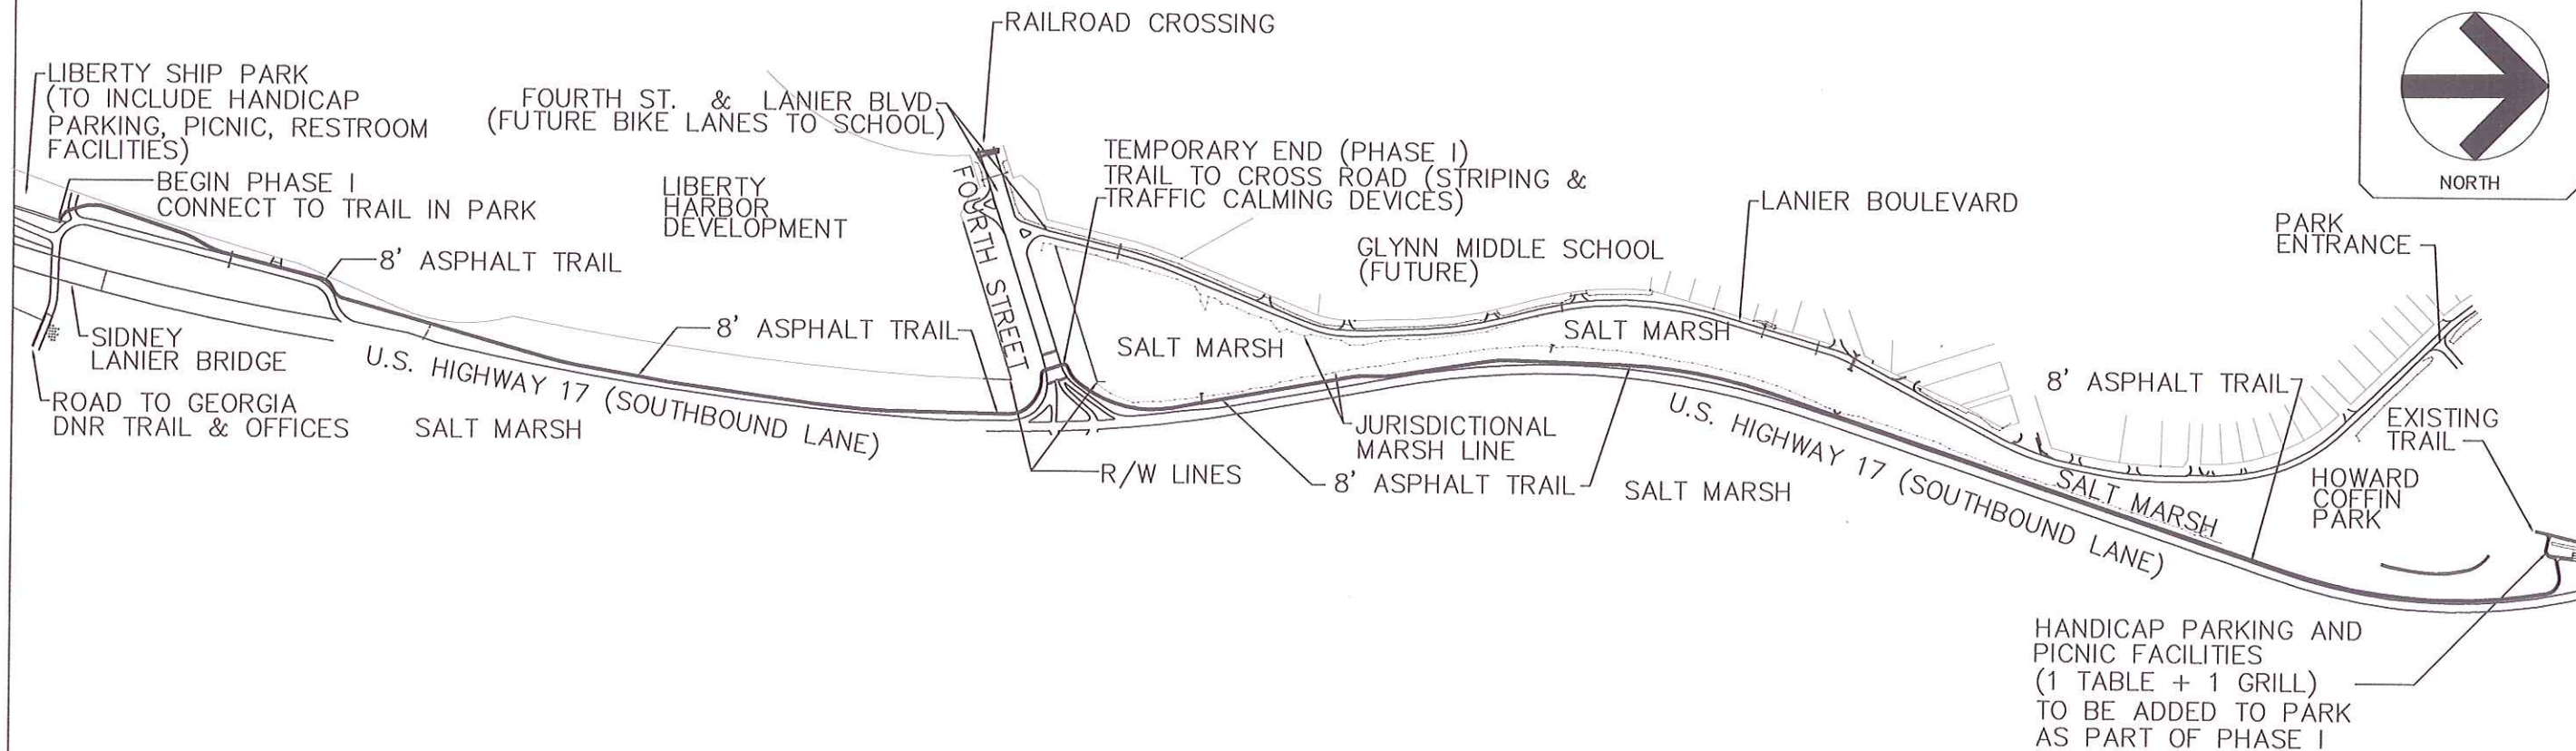 RAILROAD CROSSING
LIBERTY SHIP PARK
(TO INCLUDE HANDICAP
PARKING, PICNIC, RESTROOM
FACILITIES)
FOURTH ST. & LANIER BLVD.
(FUTURE BIKE LANES TO SCHOOL)
BEGIN PHASE I
CONNECT TO TRAIL IN PARK
LIBERTY
HARBOR
DEVELOPMENT
TEMPORARY END (PHASE I)
TRAIL TO CROSS ROAD (STRIPING &
TRAFFIC CALMING DEVICES)
LANIER BOULEVARD
NORTH
PARK
ENTRANCE
GLYNN MIDDLE SCHOOL
(FUTURE)
8' ASPHALT TRAIL
FOURTH STREET
8' ASPHALT TRAIL
SALT MARSH
SALT MARSH
SIDNEY
LANIER BRIDGE
U.S. HIGHWAY 17 (SOUTHBOUND LANE)
ROAD TO GEORGIA
DNR TRAIL & OFFICES
SALT MARSH
R/W LINES
JURISDICTIONAL
MARSH LINE
8' ASPHALT TRAIL
SALT MARSH
U.S. HIGHWAY 17 (SOUTHBOUND LANE)
8' ASPHALT TRAIL
SALT MARSH
EXISTING
TRAIL
HOWARD
COFFIN
PARK
HANDICAP PARKING AND
PICNIC FACILITIES
(1 TABLE + 1 GRILL)
TO BE ADDED TO PARK
AS PART OF PHASE I